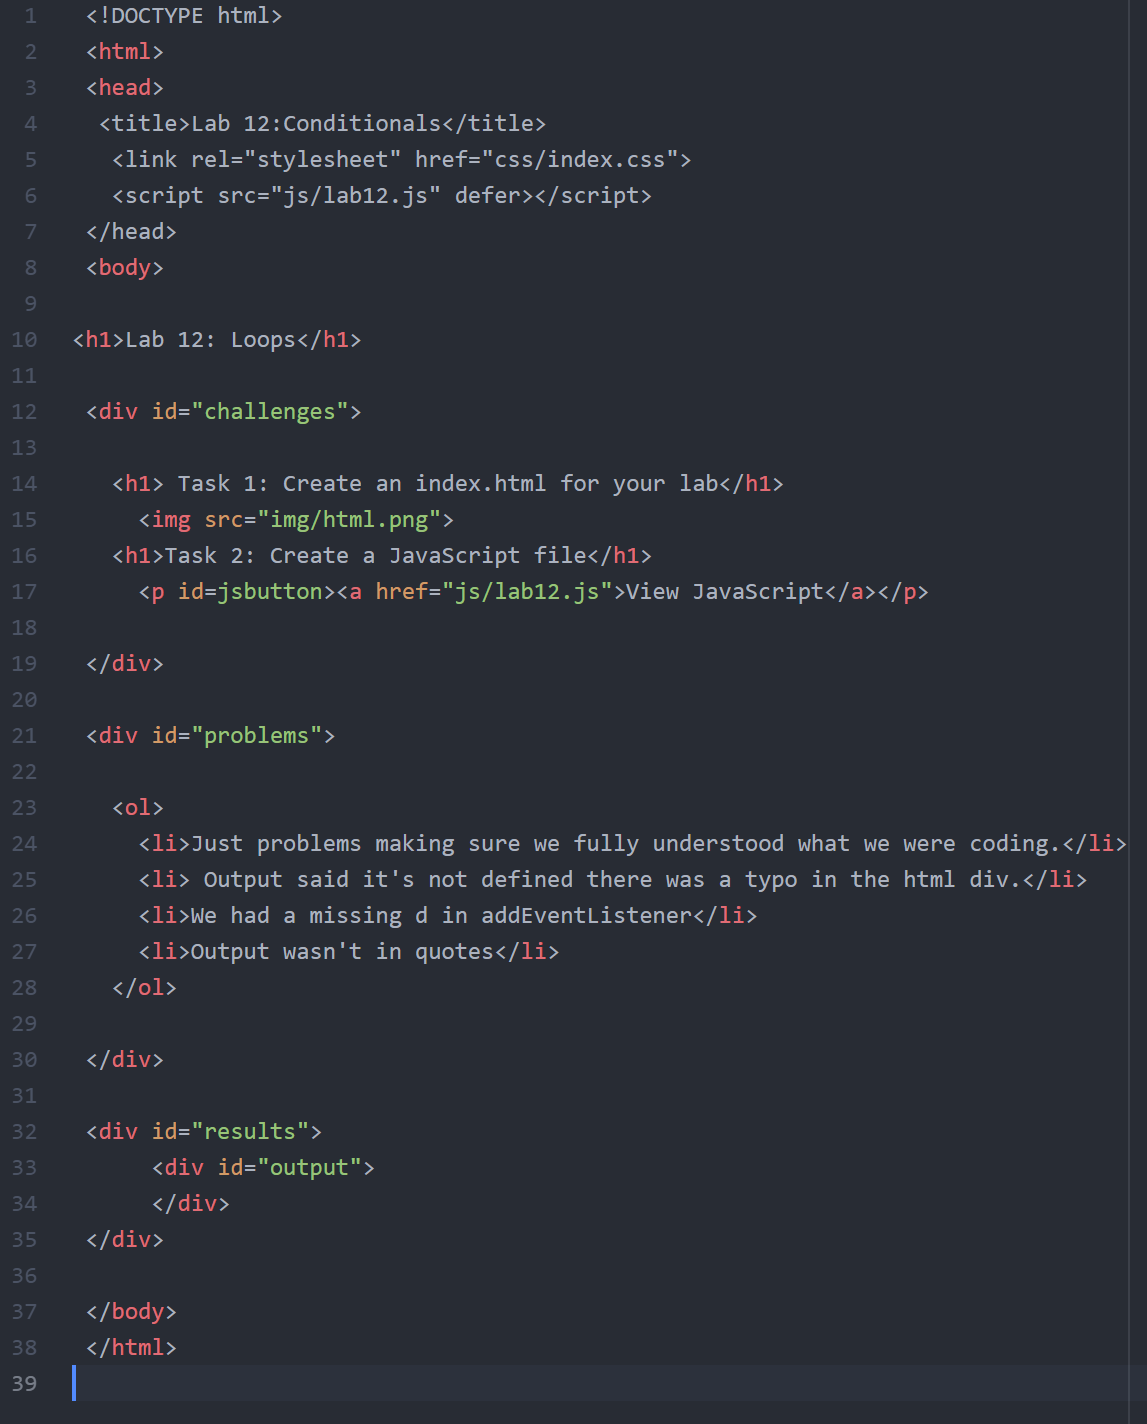 1 <!DOCTYPE html>
2 <html>
3 <head>
4 <title>Lab 12:Conditionals</title>
5 <link rel="stylesheet" href="css/index.css">
6 <script src="js/lab12.js" defer></script>
7 </head>
8 <body>
9
10 <h1>Lab 12: Loops</h1>
11
12 <div id="challenges">
13
14 <h1> Task 1: Create an index.html for your lab</h1>
15 <img src="img/html.png">
16 <h1>Task 2: Create a JavaScript file</h1>
17 <p id=jsbutton><a href="js/lab12.js">View JavaScript</a></p>
18
19 </div>
20
21 <div id="problems">
22
23 <ol>
24 <li>Just problems making sure we fully understood what we were coding.</li>
25 <li> Output said it's not defined there was a typo in the html div.</li>
26 <li>We had a missing d in addEventListener</li>
27 <li>Output wasn't in quotes</li>
28 </ol>
29
30 </div>
31
32 <div id="results">
33 <div id="output">
34 </div>
35 </div>
36
37 </body>
38 </html>
39